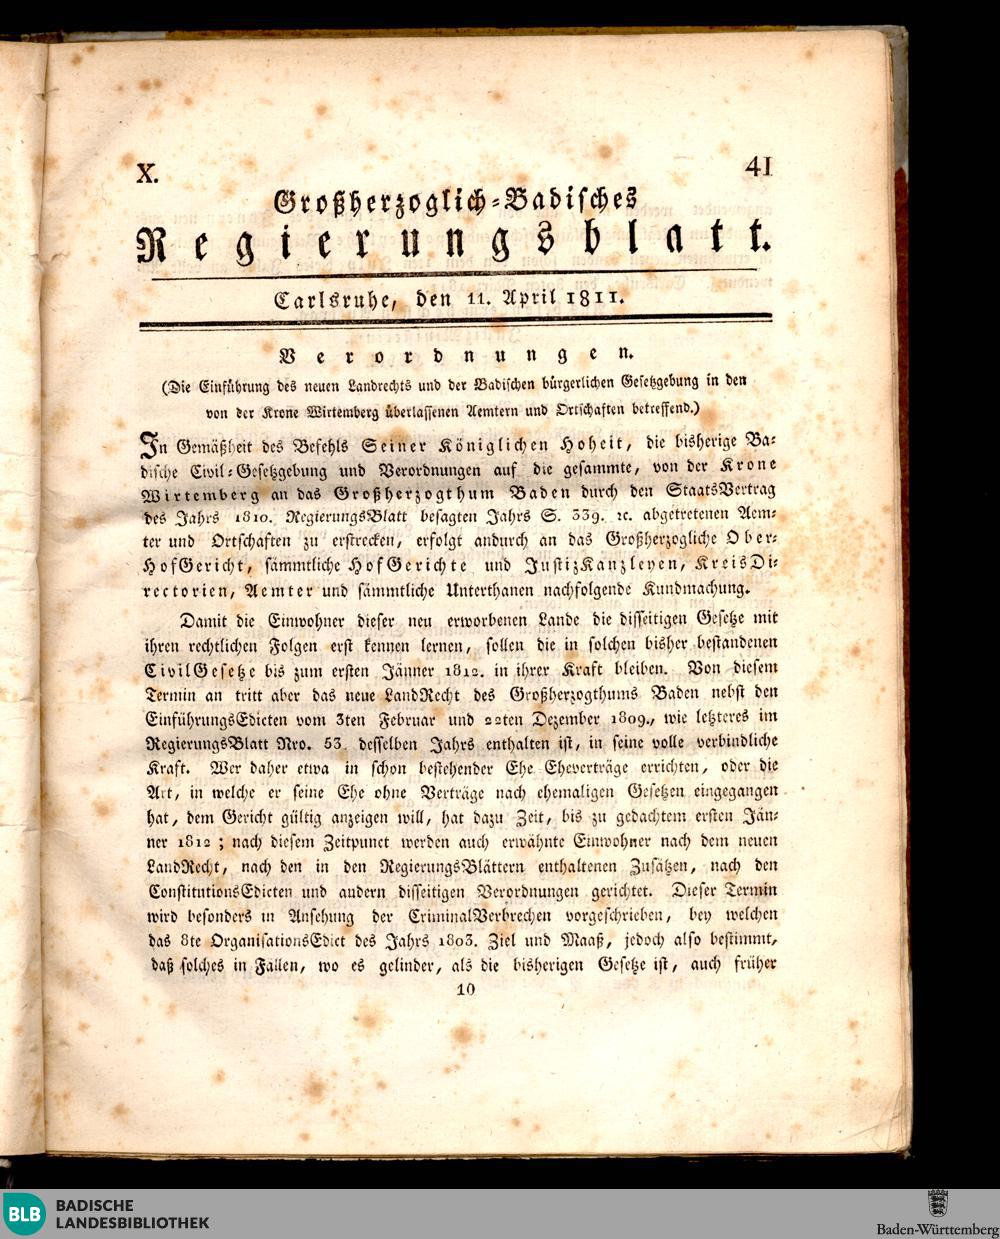 X.
41
Großherzoglich-Badisches
Regierungsblatt.
Carlsruhe, den 11. April 1811.
Verordnungen.
(Die Einführung des neuen Landrechts und der Badischen bürgerlichen Gesetzgebung in den
von der Krone Wirtemberg überlassenen Aemtern und Ortschaften betreffend.)
In Gemäßheit des Befehls Seiner Königlichen Hoheit, die bisherige Ba-
dische Civil-Gesetzgebung und Verordnungen auf die gesammte, von der Krone
Wirtemberg an das Großherzogthum Baden durch den StaatsVertrag
des Jahrs 1810. RegierungsBlatt besagten Jahrs S. 339. ꝛc. abgetretenen Aem-
ter und Ortschaften zu erstrecken, erfolgt andurch an das Großherzogliche Ober-
HofGericht, sämmtliche HofGerichte und JustizKanzleyen, KreisDi-
rectorien, Aemter und sämmtliche Unterthanen nachfolgende Kundmachung.
Damit die Einwohner dieser neu erworbenen Lande die disseitigen Gesetze mit
ihren rechtlichen Folgen erst kennen lernen, sollen die in solchen bisher bestandenen
CivilGesetze bis zum ersten Jänner 1812. in ihrer Kraft bleiben. Von diesem
Termin an tritt aber das neue LandRecht des Großherzogthums Baden nebst den
EinführungsEdicten vom 3ten Februar und 22ten Dezember 1809., wie letzteres im
RegierungsBlatt Nro. 53 desselben Jahrs enthalten ist, in seine volle verbindliche
Kraft. Wer daher etwa in schon bestehender Ehe Eheverträge errichten, oder die
Art, in welche er seine Ehe ohne Verträge nach ehemaligen Gesetzen eingegangen
hat, dem Gericht gültig anzeigen will, hat dazu Zeit, bis zu gedachtem ersten Jän-
ner 1812; nach diesem Zeitpunct werden auch erwähnte Einwohner nach dem neuen
LandRecht, nach den in den RegierungsBlättern enthaltenen Zusätzen, nach den
ConstitutionsEdicten und andern disseitigen Verordnungen gerichtet. Dieser Termin
wird besonders in Ansehung der CriminalVerbrechen vorgeschrieben, bey welchen
das 8te OrganisationsEdict des Jahrs 1803. Ziel und Maaß, jedoch also bestimmt,
daß solches in Fällen, wo es gelinder, als die bisherigen Gesetze ist, auch früher
10
BLB
BADISCHE
LANDESBIBLIOTHEK
Baden-Württemberg